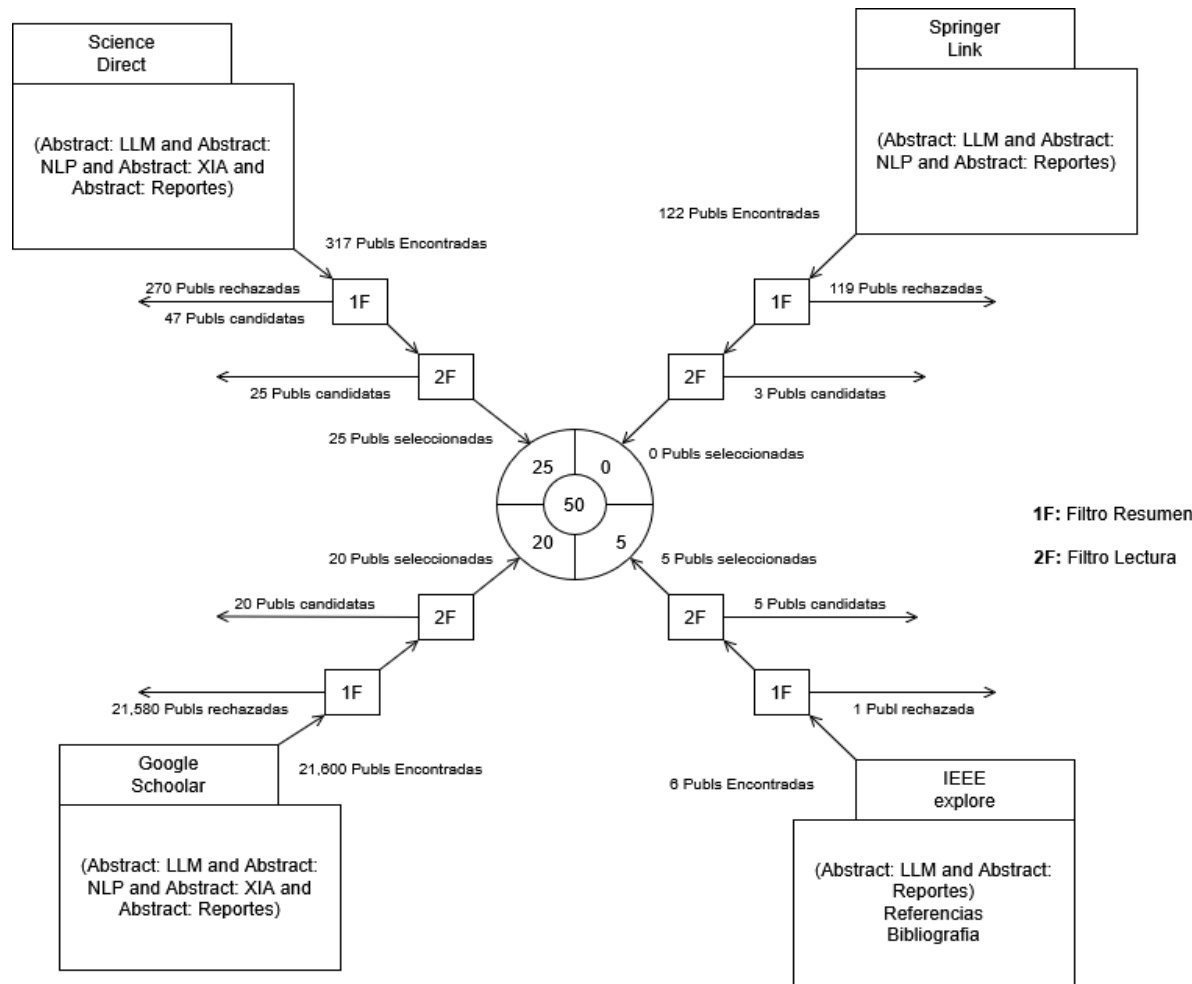 Science
Direct
(Abstract: LLM and Abstract:
NLP and Abstract: XIA and
Abstract: Reportes)
Springer
Link
(Abstract: LLM and Abstract:
NLP and Abstract: Reportes)
317 Publs Encontradas
122 Publs Encontradas
270 Publs rechazadas
1F
47 Publs candidatas
1F
119 Publs rechazadas
2F
25 Publs candidatas
2F
3 Publs candidatas
25 Publs seleccionadas
0 Publs seleccionadas
25
0
50
20
5
1F: Filtro Resumen
2F: Filtro Lectura
20 Publs seleccionadas
5 Publs seleccionadas
20 Publs candidatas
2F
2F
5 Publs candidatas
1F
21,580 Publs rechazadas
1F
1 Publ rechazada
Google
Schoolar
21,600 Publs Encontradas
(Abstract: LLM and Abstract:
NLP and Abstract: XIA and
Abstract: Reportes)
6 Publs Encontradas
IEEE
explore
(Abstract: LLM and Abstract:
Reportes)
Referencias
Bibliografia